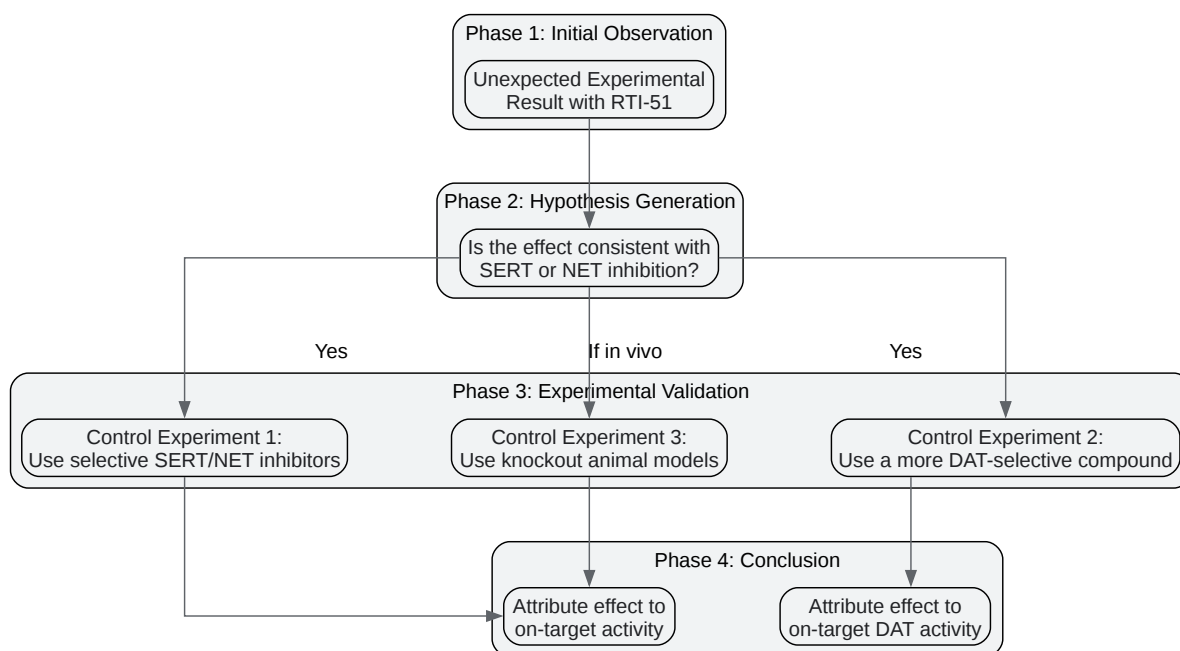 Phase 1: Initial Observation
Unexpected Experimental
Result with RTI-51
Phase 2: Hypothesis Generation
Is the effect consistent with
SERT or NET inhibition?
Yes
If in vivo
Yes
Phase 3: Experimental Validation
Control Experiment 1:
Use selective SERT/NET inhibitors
Control Experiment 3:
Use knockout animal models
Control Experiment 2:
Use a more DAT-selective compound
Phase 4: Conclusion
Attribute effect to
on-target activity
Attribute effect to
on-target DAT activity